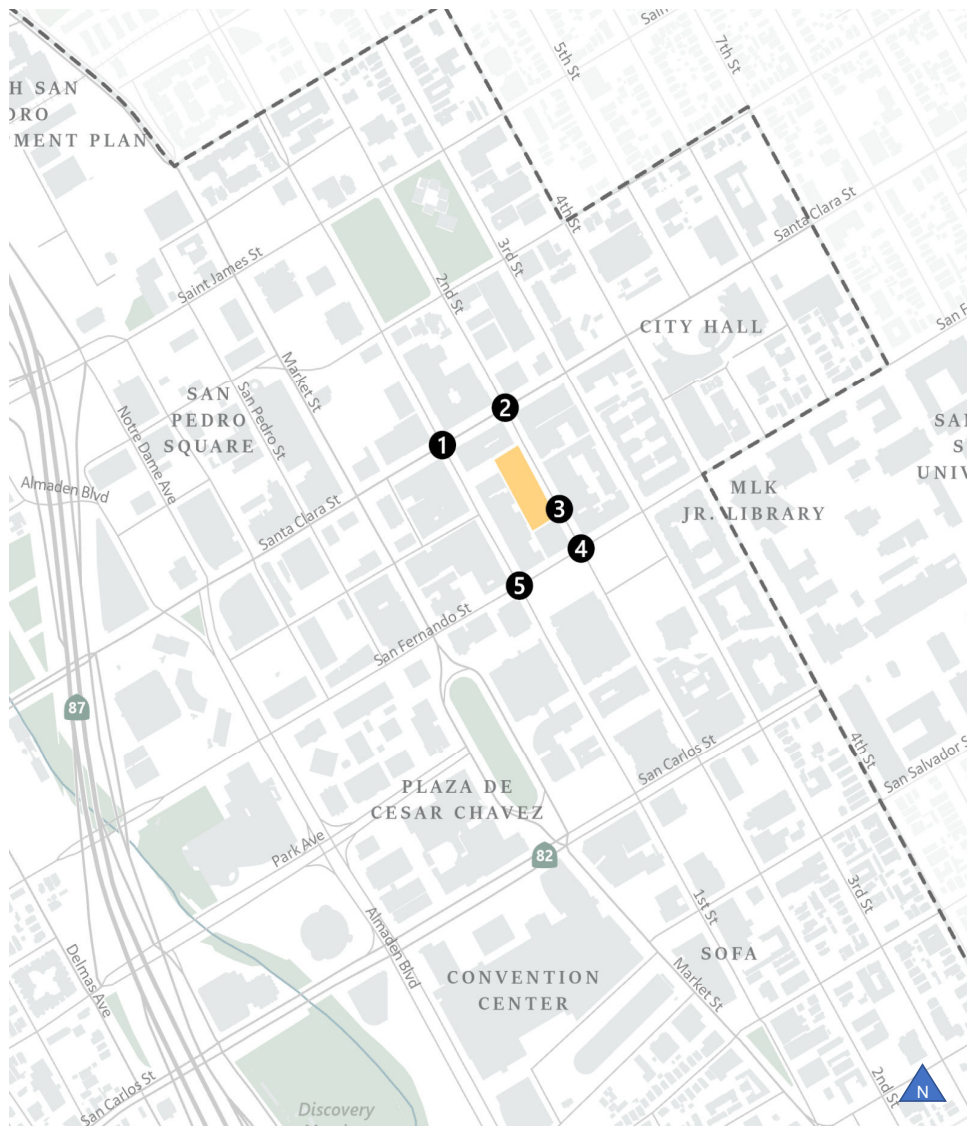 5th St
7th St
H SAN
ORO
MENT PLAN
4th St
Santa Clara St
3rd St
Saint James St
2nd St
CITY HALL
San F
Market St
SAN
PEDRO
SQUARE
San Pedro St
Notre Dame Ave
2
1
Almaden Blvd
Santa Clara St
MLK
JR. LIBRARY
SAN
S
UNIV
3
4
5
San Fernando St
87
4th St
San Carlos St
San Salvador S
PLAZA DE
CESAR CHAVEZ
Park Ave
82
3rd St
1st St
Almaden Blvd
SOFA
Delmas Ave
CONVENTION
CENTER
Market St
San Carlos St
2nd St
N
Discovery